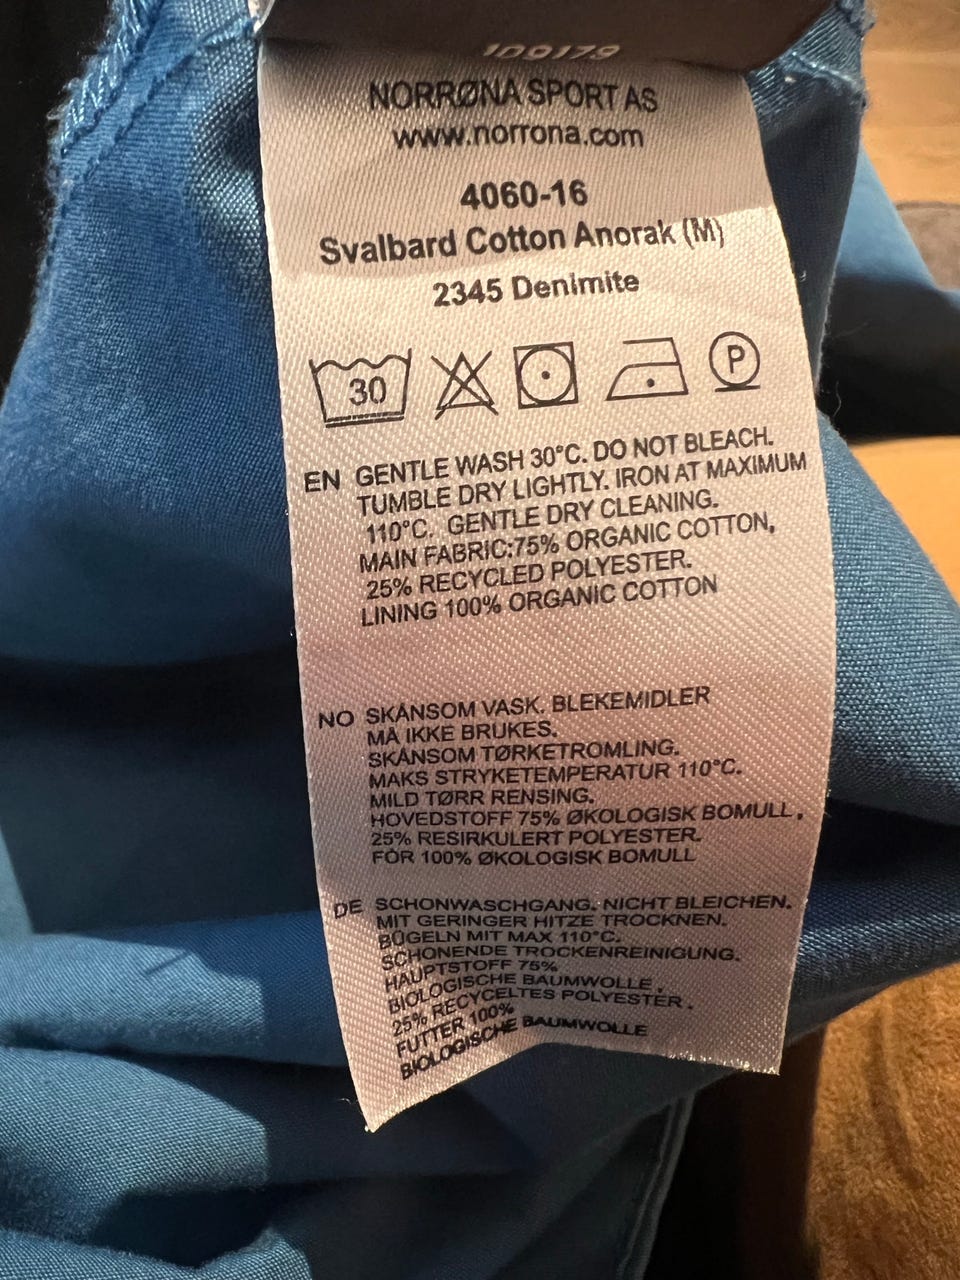 109179
NORRØNA SPORT AS
www.norrona.com
4060-16
Svalbard Cotton Anorak (M)
2345 Denimite
30 P
EN GENTLE WASH 30°C. DO NOT BLEACH.
TUMBLE DRY LIGHTLY. IRON AT MAXIMUM
110°C. GENTLE DRY CLEANING.
MAIN FABRIC:75% ORGANIC COTTON,
25% RECYCLED POLYESTER.
LINING 100% ORGANIC COTTON
NO SKÅNSOM VASK. BLEKEMIDLER
MÅ IKKE BRUKES.
SKÅNSOM TØRKETROMLING.
MAKS STRYKETEMPERATUR 110°C.
MILD TØRR RENSING.
HOVEDSTOFF 75% ØKOLOGISK BOMULL,
25% RESIRKULERT POLYESTER.
FÓR 100% ØKOLOGISK BOMULL
DE SCHONWASCHGANG. NICHT BLEICHEN.
MIT GERINGER HITZE TROCKNEN.
BÜGELN MIT MAX 110°C.
SCHONENDE TROCKENREINIGUNG.
HAUPTSTOFF 75%
BIOLOGISCHE BAUMWOLLE,
25% RECYCELTES POLYESTER.
FUTTER 100%
BIOLOGISCHE BAUMWOLLE